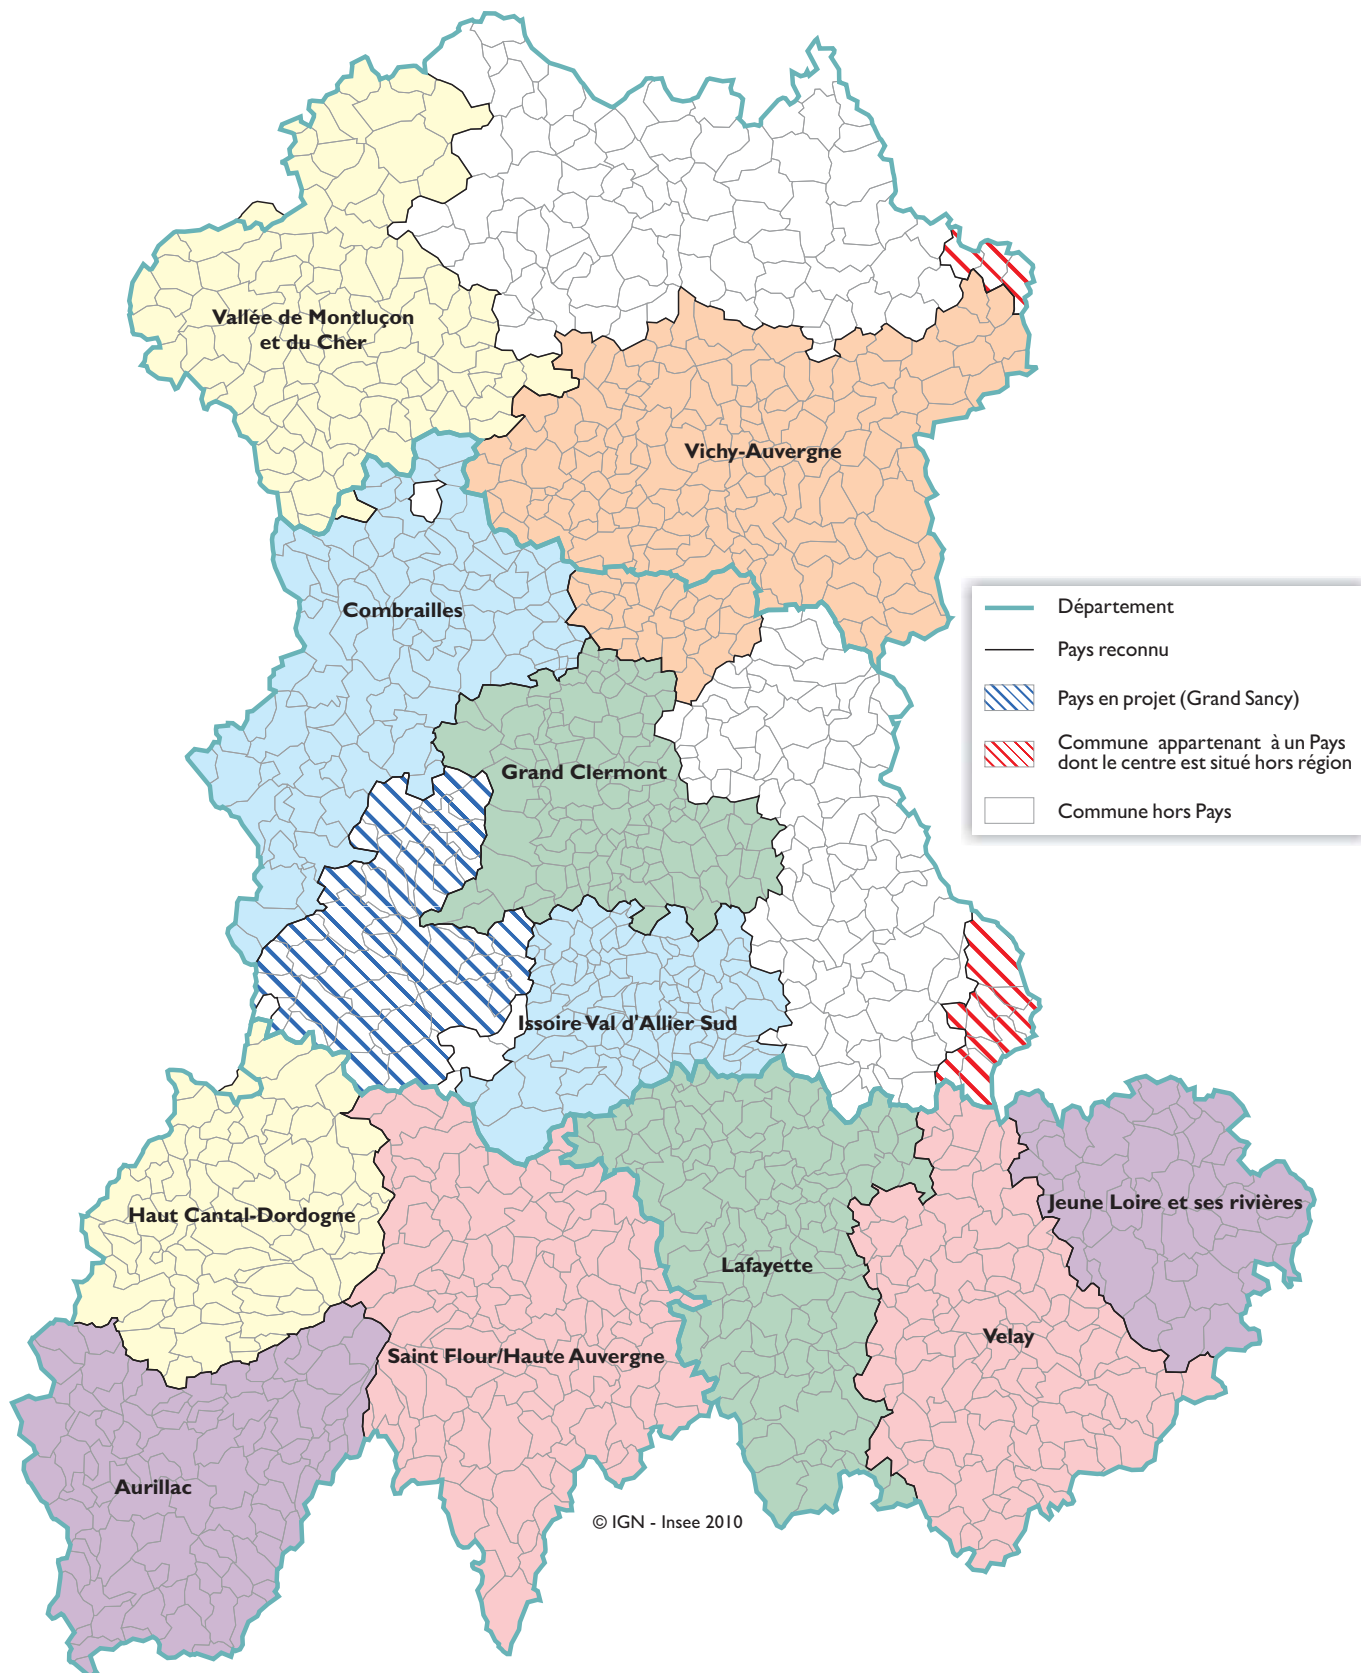 Vallée de Montluçon
et du Cher
Vichy-Auvergne
Combrailles
Département
Pays reconnu
Pays en projet (Grand Sancy)
Commune appartenant à un Pays
dont le centre est situé hors région
Commune hors Pays
Grand Clermont
Issoire Val d'Allier Sud
Haut Cantal-Dordogne
Jeune Loire et ses rivières
Lafayette
Velay
Saint Flour/Haute Auvergne
Aurillac
© IGN - Insee 2010